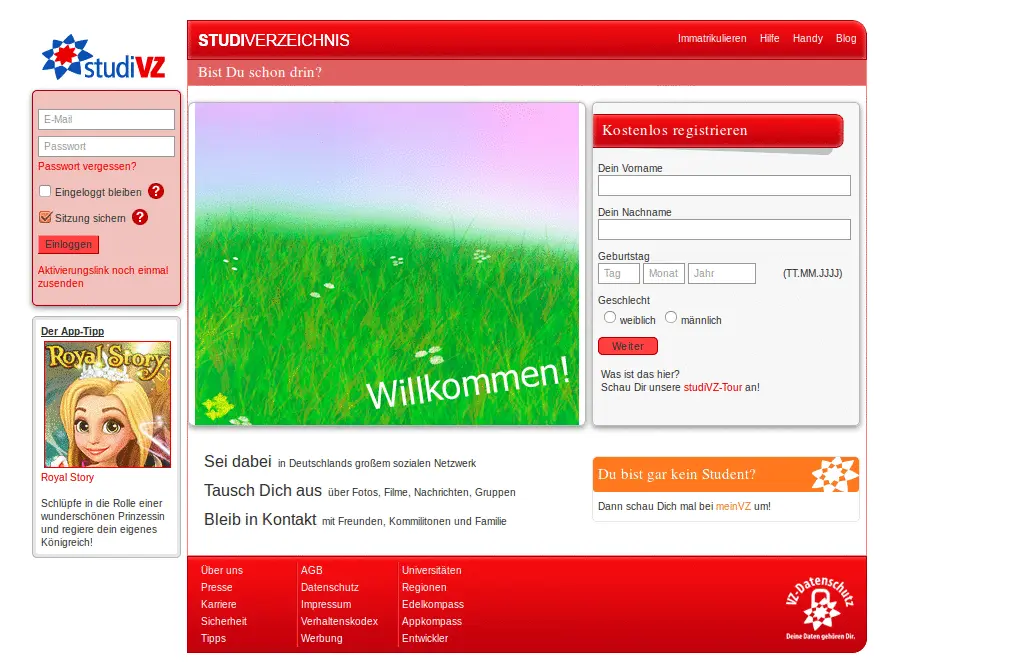 studiVZ
STUDIVERZEICHNIS
Immatrikulieren Hilfe Handy Blog
Bist Du schon drin?
E-Mail
Passwort
Passwort vergessen?
Eingeloggt bleiben ?
Sitzung sichern ?
Einloggen
Aktivierungslink noch einmal
zusenden
Der App-Tipp
Royal Story
Royal Story
Schlüpfe in die Rolle einer
wunderschönen Prinzessin
und regiere dein eigenes
Königreich!
Willkommen!
Kostenlos registrieren
Dein Vorname
Dein Nachname
Geburtstag
Tag Monat Jahr (TT.MM.JJJJ)
Geschlecht
weiblich männlich
Weiter
Was ist das hier?
Schau Dir unsere studiVZ-Tour an!
Sei dabei in Deutschlands großem sozialen Netzwerk
Tausch Dich aus über Fotos, Filme, Nachrichten, Gruppen
Bleib in Kontakt mit Freunden, Kommilitonen und Familie
Du bist gar kein Student?
Dann schau Dich mal bei meinVZ um!
Über uns
Presse
Karriere
Sicherheit
Tipps
AGB
Datenschutz
Impressum
Verhaltenskodex
Werbung
Universitäten
Regionen
Edelkompass
Appkompass
Entwickler
VZ-Datenschutz
Deine Daten gehören Dir.